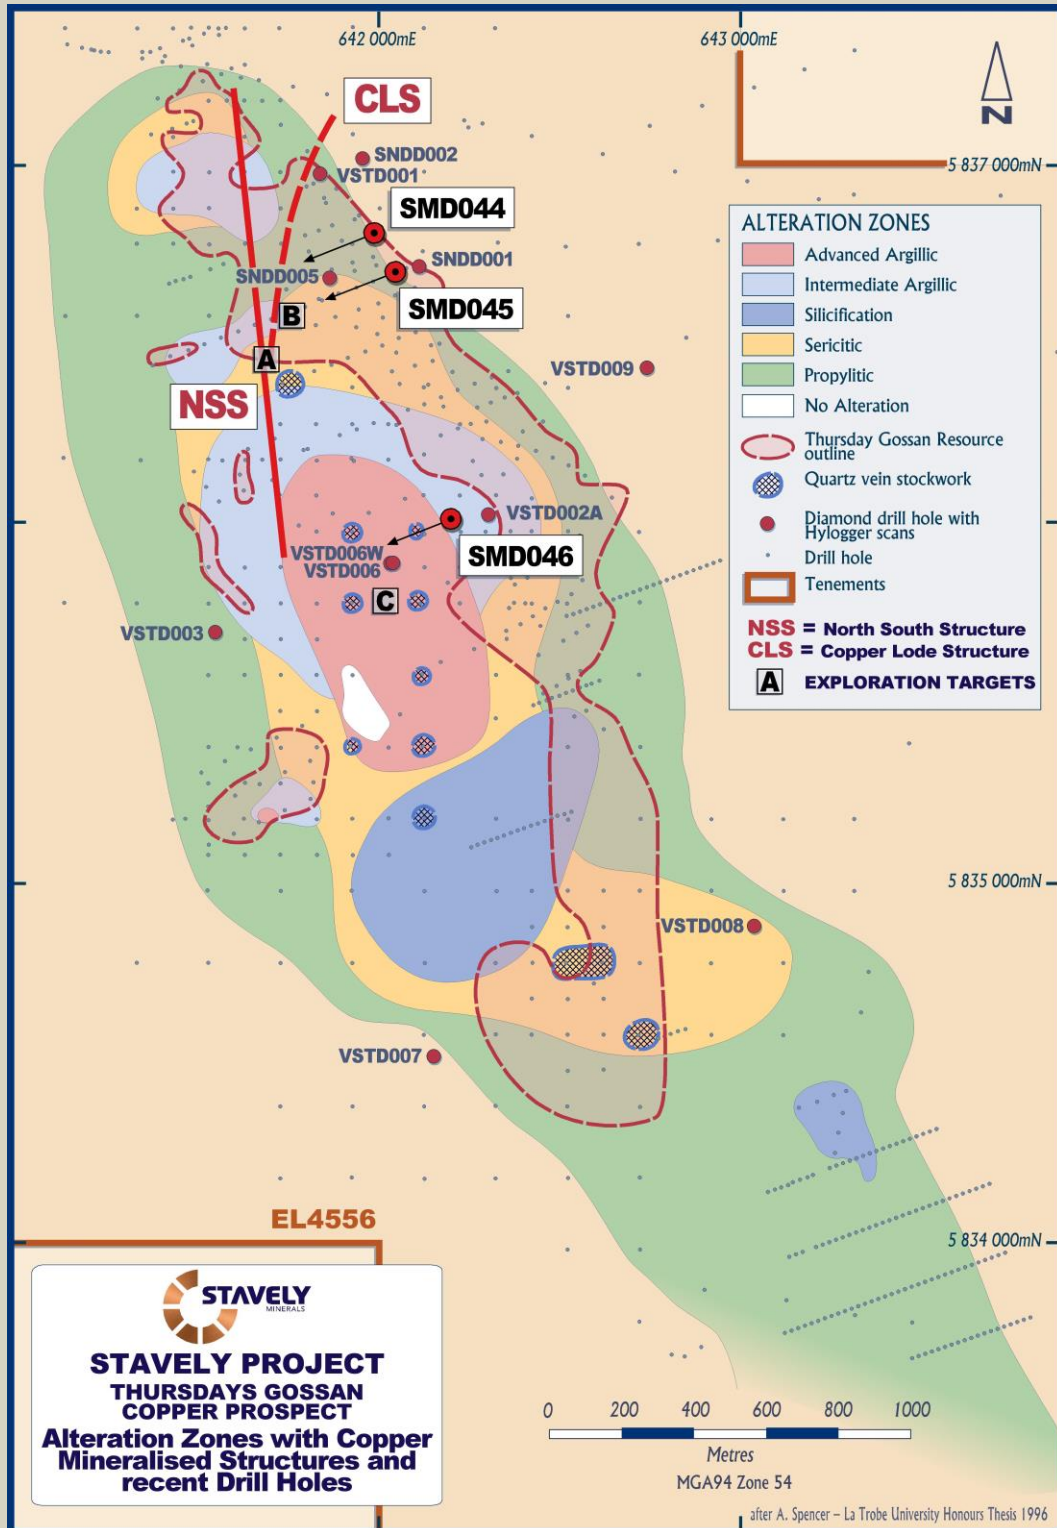 642 000mE
643 000mE
N
5 837 000mN
CLS
SNDD002
VSTD001
SMD044
SNDD001
SNDD005
SMD045
B
A
VSTD009
NSS
ALTERATION ZONES
Advanced Argillic
Intermediate Argillic
Silicification
Sericitic
Propylitic
No Alteration
Thursday Gossan Resource
outline
Quartz vein stockwork
Diamond drill hole with
Hylogger scans
Drill hole
Tenements
NSS = North South Structure
CLS = Copper Lode Structure
A EXPLORATION TARGETS
VSTD002A
VSTD006W
VSTD006
SMD046
C
VSTD003
5 835 000mN
VSTD008
VSTD007
EL4556
5 834 000mN
STAVELY
MINERALS
STAVELY PROJECT
THURSDAYS GOSSAN
COPPER PROSPECT
Alteration Zones with Copper
Mineralised Structures and
recent Drill Holes
0 200 400 600 800 1000
Metres
MGA94 Zone 54
after A. Spencer – La Trobe University Honours Thesis 1996